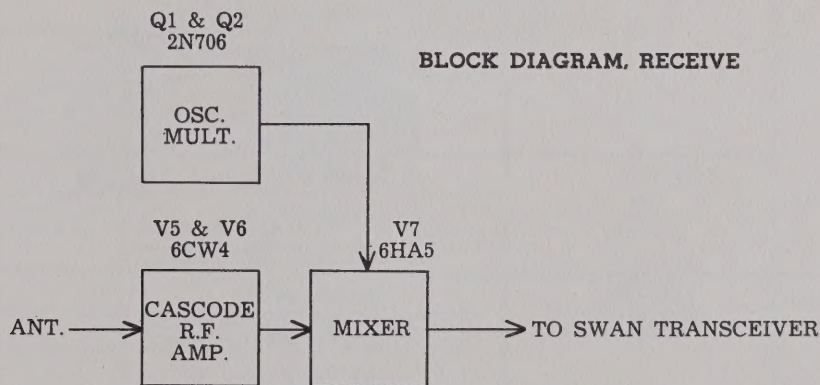 Q1 & Q2
2N706
BLOCK DIAGRAM, RECEIVE
OSC.
MULT.
V5 & V6
6CW4
V7
6HA5
ANT.
CASCODE
R.F.
AMP.
MIXER
TO SWAN TRANSCEIVER